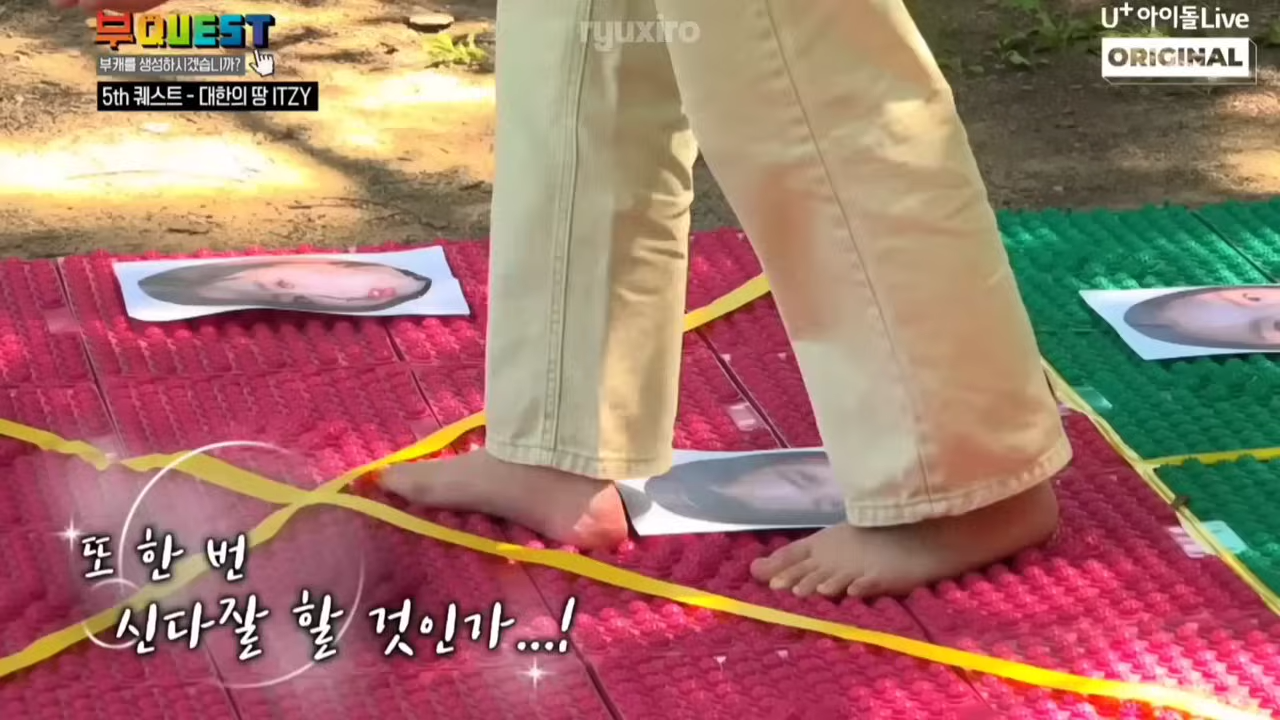 부QUEST
부캐를 생성하시겠습니까?
5th 퀘스트 - 대한의 땅 ITZY
ryuxiro
U+아이돌Live
ORIGINAL
또 한 번
신다잘 할 것인가...!